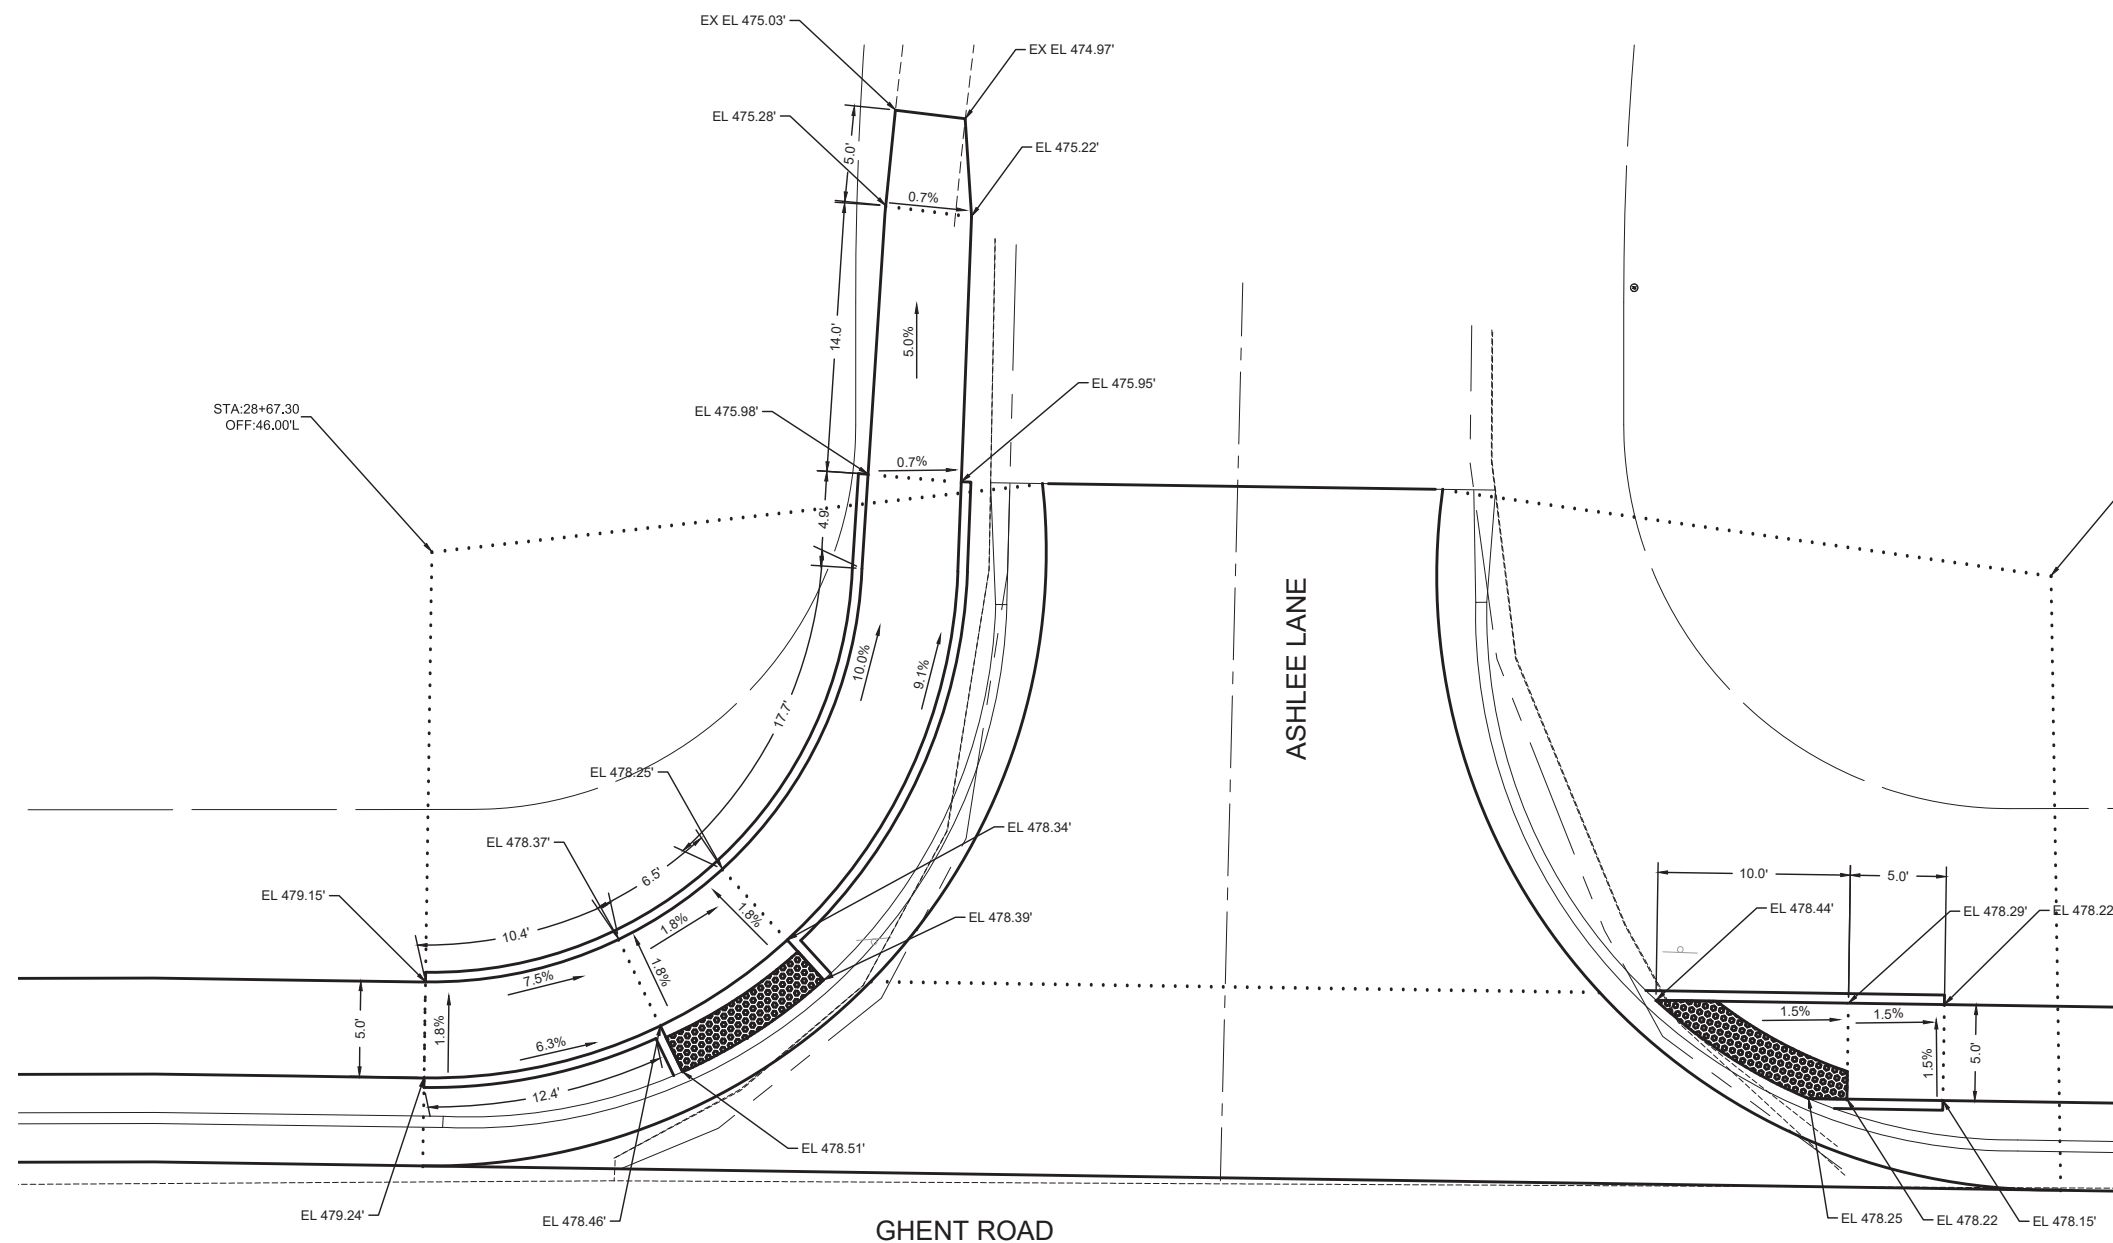 EX EL 475.03'
EX EL 474.97'
EL 475.28'
EL 475.22'
5.0'
0.7%
14.0'
5.0%
EL 475.98'
EL 475.95'
STA:28+67.30
OFF:46.00'L
0.7%
4.9'
10.0%
9.1%
17.7'
ASHLEE LANE
EL 478.25'
EL 478.37'
EL 478.34'
6.5'
EL 479.15'
1.8%
1.8%
EL 478.39'
10.4'
1.8%
7.5%
5.0'
1.8%
6.3%
12.4'
EL 478.51'
EL 479.24'
EL 478.46'
GHENT ROAD
10.0'
5.0'
EL 478.44'
EL 478.29'
EL 478.22
1.5%
1.5%
1.5%
5.0'
EL 478.25
EL 478.22
EL 478.15'